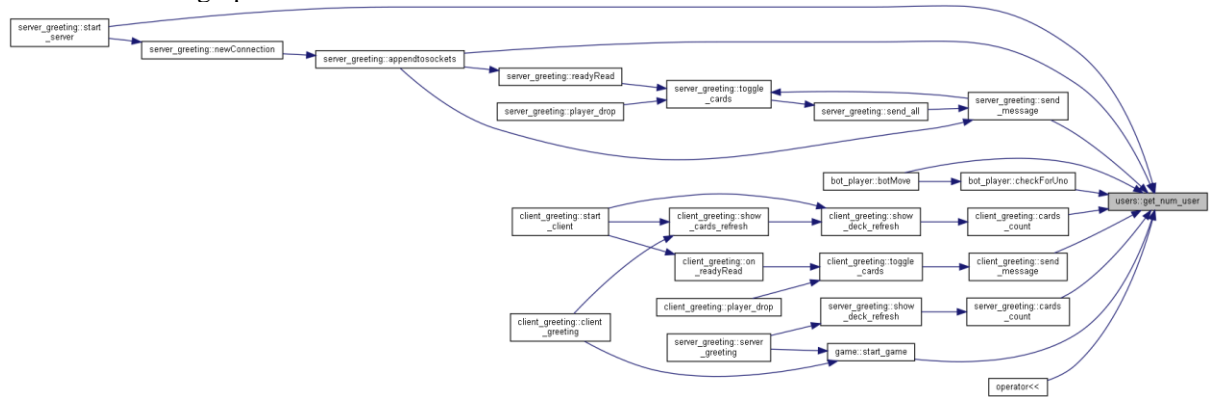 server_greeting::start
_server
server_greeting::newConnection
server_greeting::appendtosockets
server_greeting::readyRead
server_greeting::player_drop
server_greeting::toggle
_cards
server_greeting::send_all
server_greeting::send
_message
bot_player::botMove
bot_player::checkForUno
users::get_num_user
client_greeting::start
_client
client_greeting::show
_cards_refresh
client_greeting::show
_deck_refresh
client_greeting::cards
_count
client_greeting::on
_readyRead
client_greeting::toggle
_cards
client_greeting::send
_message
client_greeting::player_drop
client_greeting::client
_greeting
server_greeting::show
_deck_refresh
server_greeting::cards
_count
server_greeting::server
_greeting
game::start_game
operator<<